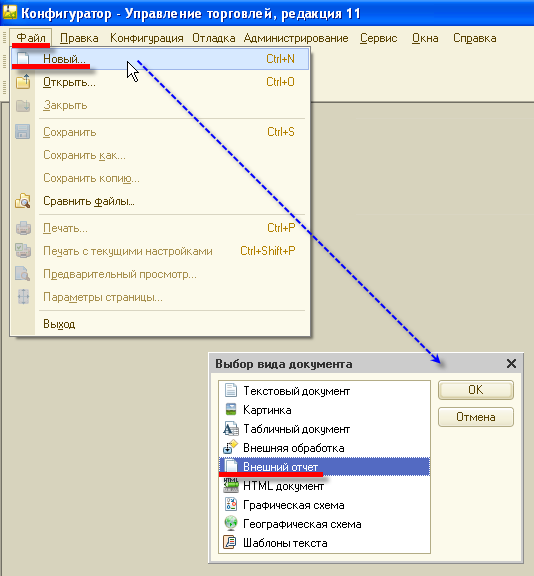 Конфигуратор - Управление торговлей, редакция 11
Файл Правка Конфигурация Отладка Администрирование Сервис Окна Справка
Новый... Ctrl+N
Открыть... Ctrl+O
Закрыть
Сохранить Ctrl+S
Сохранить как...
Сохранить копию...
Сравнить файлы...
Печать... Ctrl+P
Печать с текущими настройками Ctrl+Shift+P
Предварительный просмотр...
Параметры страницы...
Выход
Выбор вида документа
Текстовый документ
OK
Картинка
Отмена
Табличный документ
Внешняя обработка
Внешний отчет
HTML документ
Графическая схема
Географическая схема
Шаблоны текста